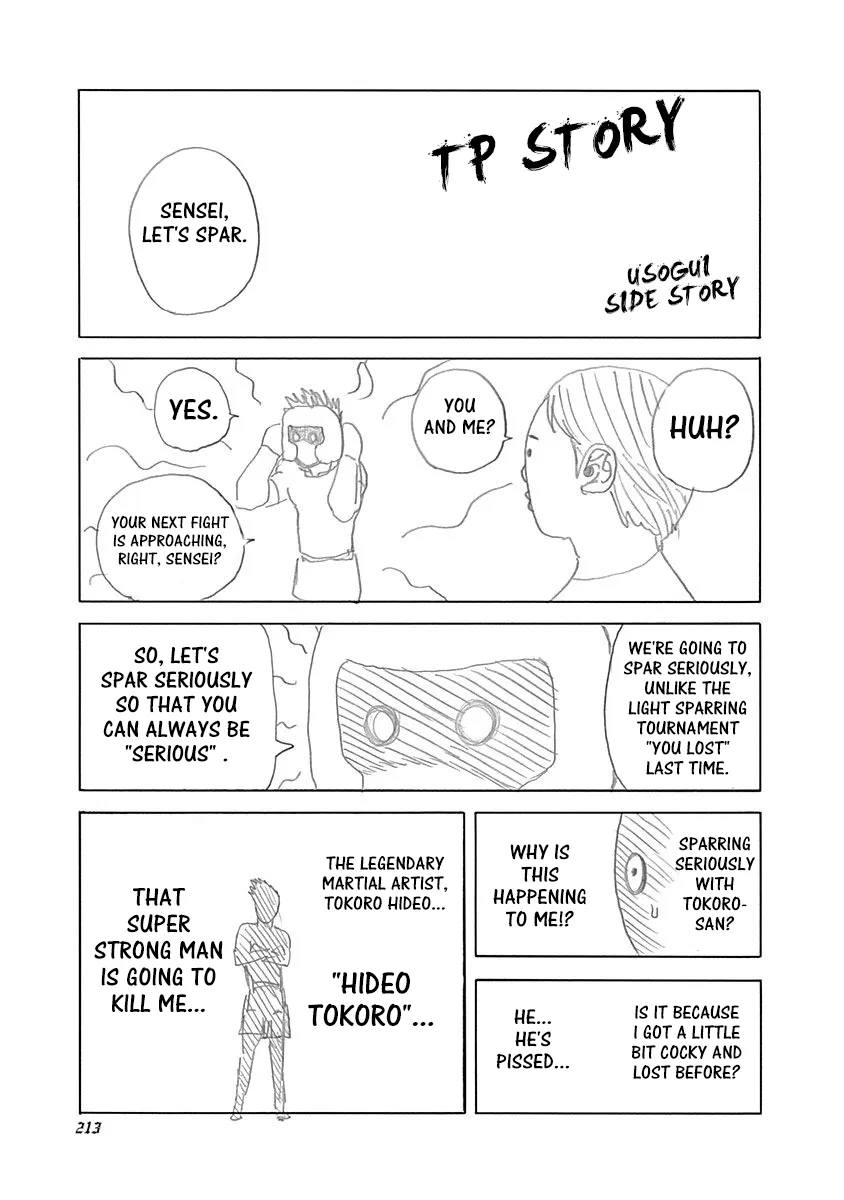 TP STORY
USOGUI
SIDE STORY
SENSEI,
LET'S SPAR.
HUH?
YOU
AND ME?
YES.
YOUR NEXT FIGHT
IS APPROACHING,
RIGHT, SENSEI?
WE'RE GOING TO
SPAR SERIOUSLY,
UNLIKE THE
LIGHT SPARRING
TOURNAMENT
"YOU LOST"
LAST TIME.
SO, LET'S
SPAR SERIOUSLY
SO THAT YOU
CAN ALWAYS BE
"SERIOUS" .
SPARRING
SERIOUSLY
WITH
TOKORO-
SAN?
WHY IS
THIS
HAPPENING
TO ME!?
IS IT BECAUSE
I GOT A LITTLE
BIT COCKY AND
LOST BEFORE?
HE...
HE'S
PISSED...
THE LEGENDARY
MARTIAL ARTIST,
TOKORO HIDEO...
"HIDEO
TOKORO"...
THAT
SUPER
STRONG MAN
IS GOING TO
KILL ME...
213